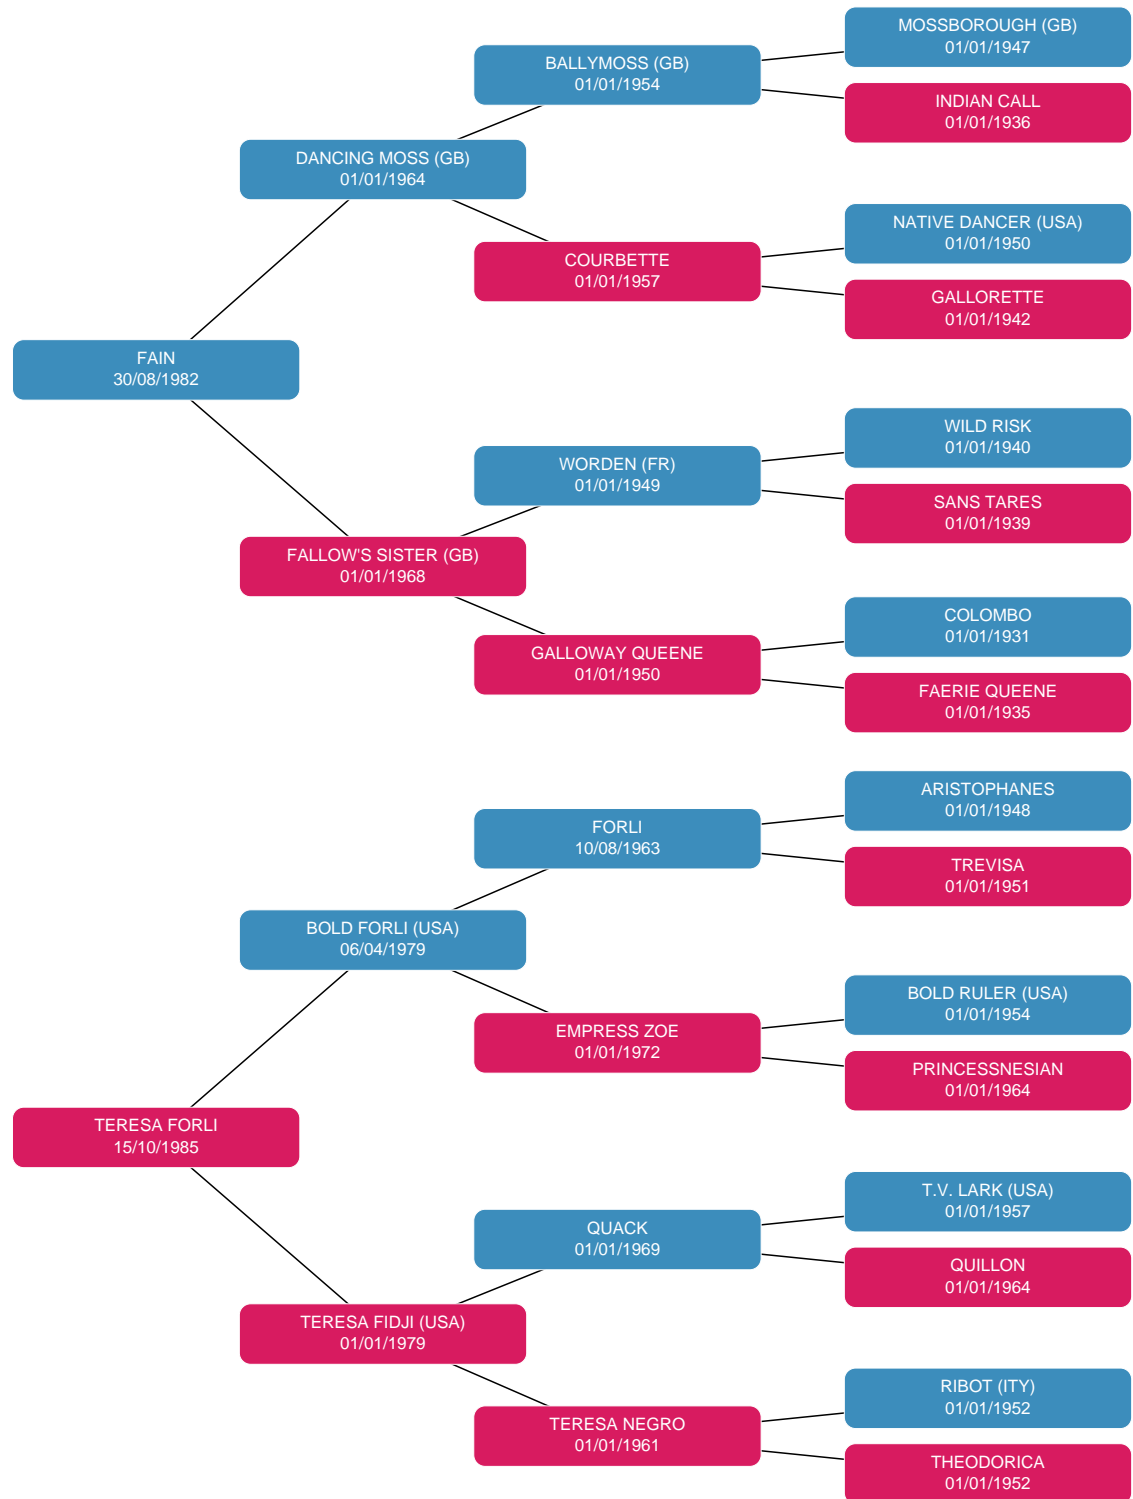 MOSSBOROUGH (GB)
01/01/1947
BALLYMOSS (GB)
01/01/1954
INDIAN CALL
01/01/1936
DANCING MOSS (GB)
01/01/1964
NATIVE DANCER (USA)
01/01/1950
COURBETTE
01/01/1957
GALLORETTE
01/01/1942
FAIN
30/08/1982
WILD RISK
01/01/1940
WORDEN (FR)
01/01/1949
SANS TARES
01/01/1939
FALLOW'S SISTER (GB)
01/01/1968
COLOMBO
01/01/1931
GALLOWAY QUEENE
01/01/1950
FAERIE QUEENE
01/01/1935
ARISTOPHANES
01/01/1948
FORLI
10/08/1963
TREVISA
01/01/1951
BOLD FORLI (USA)
06/04/1979
BOLD RULER (USA)
01/01/1954
EMPRESS ZOE
01/01/1972
PRINCESSNESIAN
01/01/1964
TERESA FORLI
15/10/1985
T.V. LARK (USA)
01/01/1957
QUACK
01/01/1969
QUILLON
01/01/1964
TERESA FIDJI (USA)
01/01/1979
RIBOT (ITY)
01/01/1952
TERESA NEGRO
01/01/1961
THEODORICA
01/01/1952